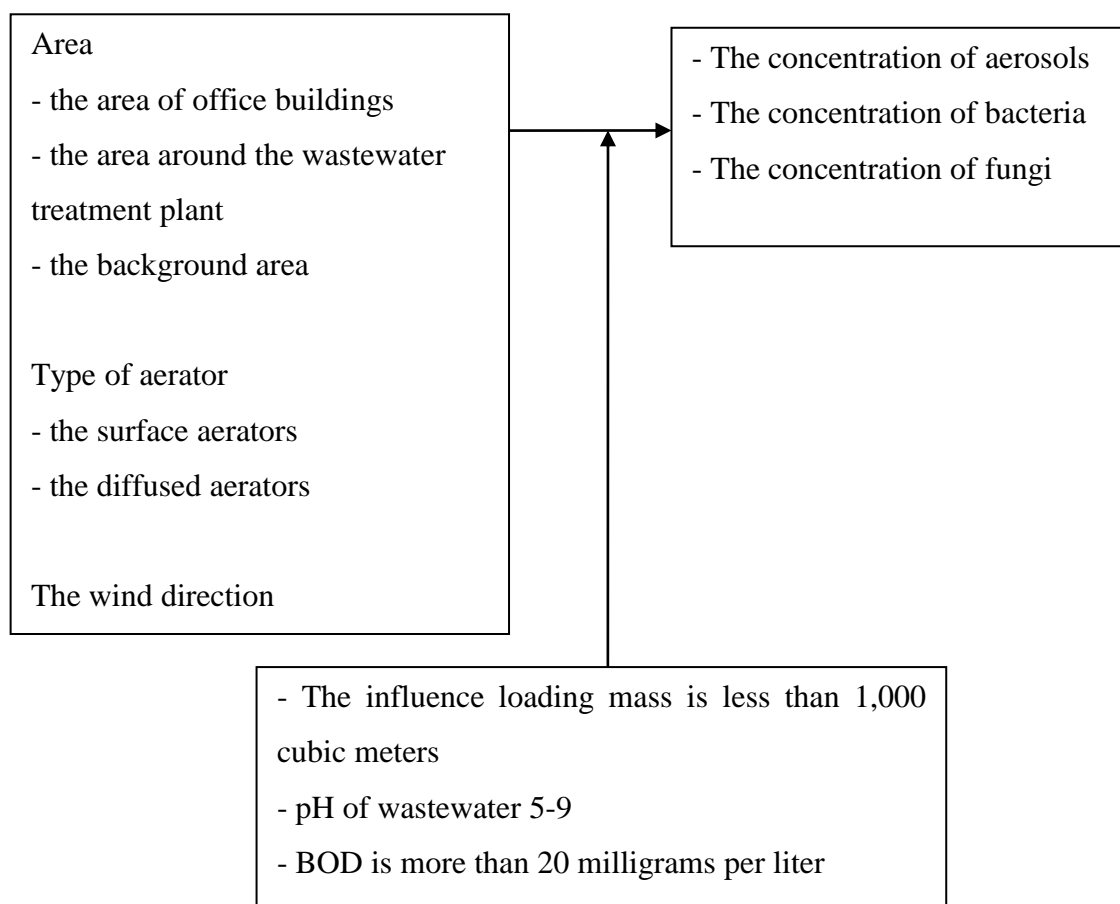 Area
- the area of office buildings
- the area around the wastewater
treatment plant
- the background area
Type of aerator
- the surface aerators
- the diffused aerators
The wind direction
- The concentration of aerosols
- The concentration of bacteria
- The concentration of fungi
- The influence loading mass is less than 1,000
cubic meters
- pH of wastewater 5-9
- BOD is more than 20 milligrams per liter